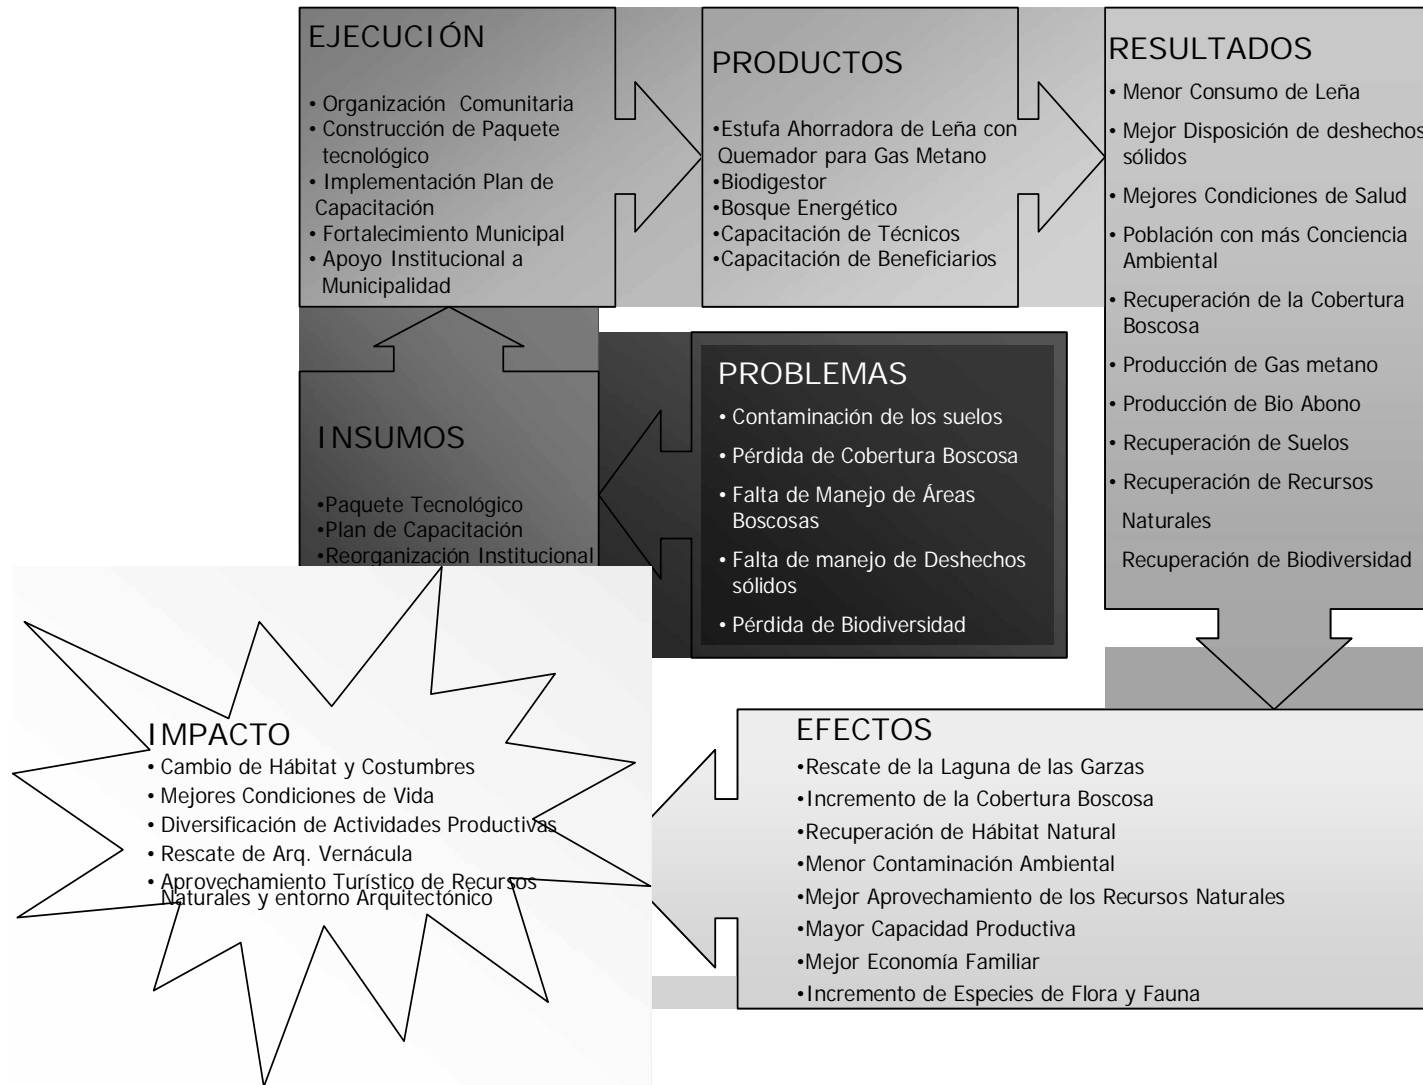 EJECUCIÓN
• Organización Comunitaria
• Construcción de Paquete
tecnológico
• Implementación Plan de
Capacitación
• Fortalecimiento Municipal
• Apoyo Institucional a
Municipalidad
PRODUCTOS
•Estufa Ahorradora de Leña con
Quemador para Gas Metano
•Biodigestor
•Bosque Energético
•Capacitación de Técnicos
•Capacitación de Beneficiarios
RESULTADOS
• Menor Consumo de Leña
• Mejor Disposición de deshechos
sólidos
• Mejores Condiciones de Salud
• Población con más Conciencia
Ambiental
• Recuperación de la Cobertura
Boscosa
• Producción de Gas metano
• Producción de Bio Abono
• Recuperación de Suelos
• Recuperación de Recursos
Naturales
Recuperación de Biodiversidad
INSUMOS
•Paquete Tecnológico
•Plan de Capacitación
•Reorganización Institucional
PROBLEMAS
• Contaminación de los suelos
• Pérdida de Cobertura Boscosa
• Falta de Manejo de Áreas
Boscosas
• Falta de manejo de Deshechos
sólidos
• Pérdida de Biodiversidad
IMPACTO
• Cambio de Hábitat y Costumbres
• Mejores Condiciones de Vida
• Diversificación de Actividades Productivas
• Rescate de Arq. Vernácula
• Aprovechamiento Turístico de Recursos
Naturales y entorno Arquitectónico
EFECTOS
•Rescate de la Laguna de las Garzas
•Incremento de la Cobertura Boscosa
•Recuperación de Hábitat Natural
•Menor Contaminación Ambiental
•Mejor Aprovechamiento de los Recursos Naturales
•Mayor Capacidad Productiva
•Mejor Economía Familiar
•Incremento de Especies de Flora y Fauna